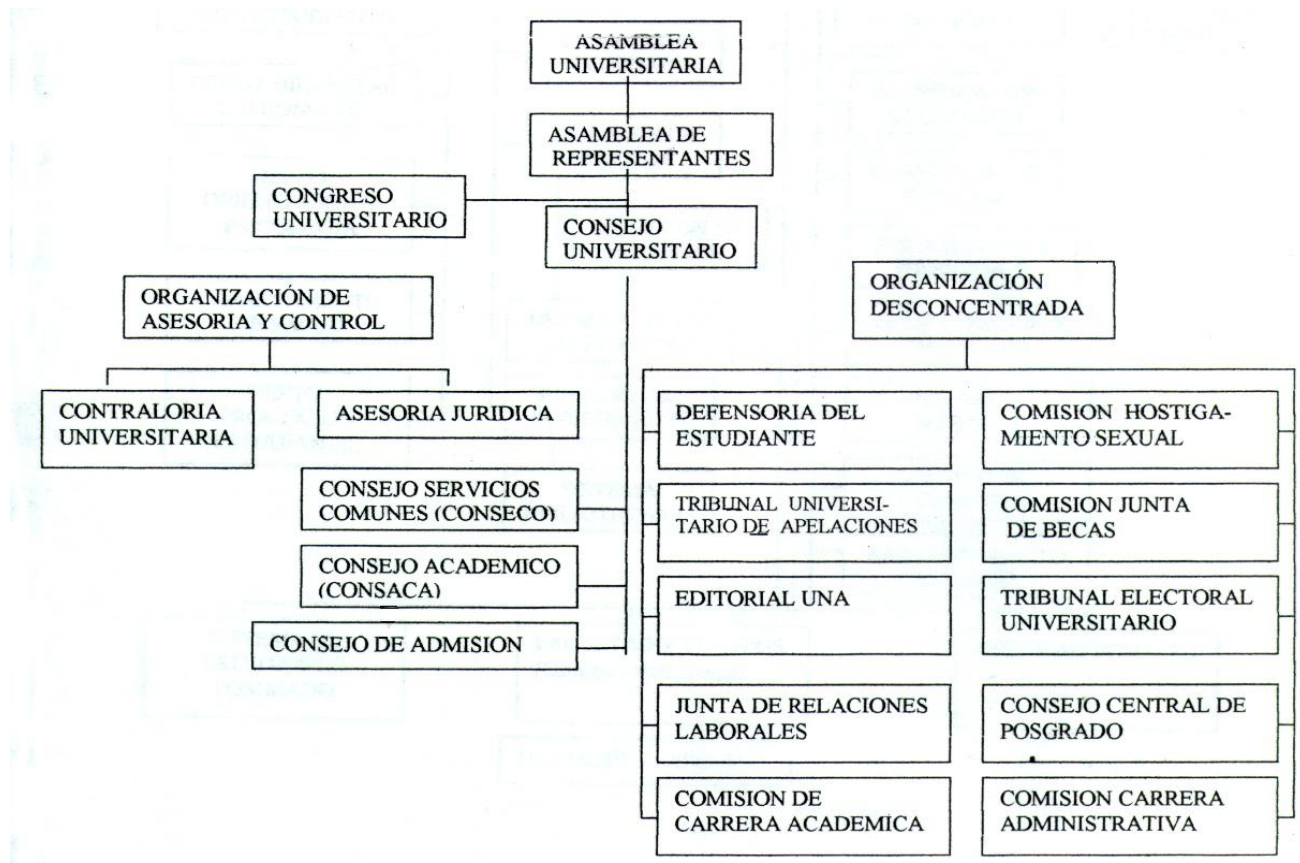 ASAMBLEA
UNIVERSITARIA
ASAMBLEA DE
REPRESENTANTES
CONGRESO
UNIVERSITARIO
CONSEJO
UNIVERSITARIO
ORGANIZACIÓN DE
ASESORIA Y CONTROL
ORGANIZACIÓN
DESCONCENTRADA
CONTRALORIA
UNIVERSITARIA
ASESORIA JURIDICA
CONSEJO SERVICIOS
COMUNES (CONSECO)
CONSEJO ACADEMICO
(CONSACA)
CONSEJO DE ADMISION
DEFENSORIA DEL
ESTUDIANTE
COMISION HOSTIGA-
MIENTO SEXUAL
TRIBUNAL UNIVERSI-
TARIO DE APELACIONES
COMISION JUNTA
DE BECAS
EDITORIAL UNA
TRIBUNAL ELECTORAL
UNIVERSITARIO
JUNTA DE RELACIONES
LABORALES
CONSEJO CENTRAL DE
POSGRADO
COMISION DE
CARRERA ACADEMICA
COMISION CARRERA
ADMINISTRATIVA